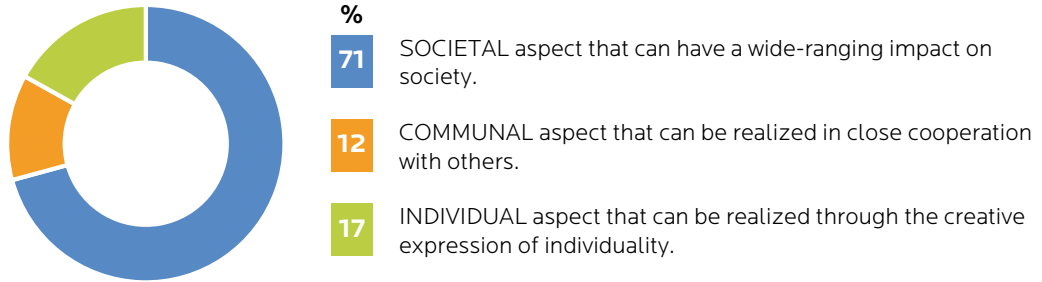 %
71
SOCIETAL aspect that can have a wide-ranging impact on
society.
12
COMMUNAL aspect that can be realized in close cooperation
with others.
17
INDIVIDUAL aspect that can be realized through the creative
expression of individuality.